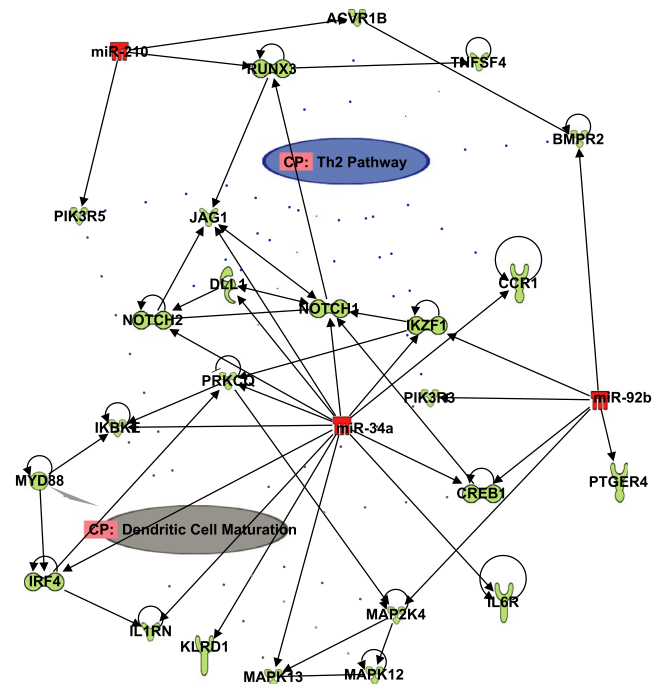 ACVR1B
miR-210
RUNX3
TNFSF4
BMPR2
CP: Th2 Pathway
PIK3R5
JAG1
DLL1
CCR1
NOTCH2
NOTCH1
IKZF1
PRKCQ
PIK3R3
miR-92b
IKBKE
miR-34a
MYD88
CREB1
PTGER4
CP: Dendritic Cell Maturation
IRF4
IL6R
MAP2K4
IL1RN
KLRD1
MAPK13
MAPK12